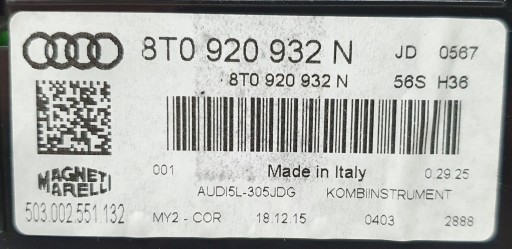 8T0 920 932 N JD 0567
8T0 920 932 N 56S H36
001 Made in Italy 0.29.25
MAGNETI MARELLI
AUDI5L-305JDG KOMBIINSTRUMENT
503.002.551.132 MY2 - COR 18.12.15 0403 2888